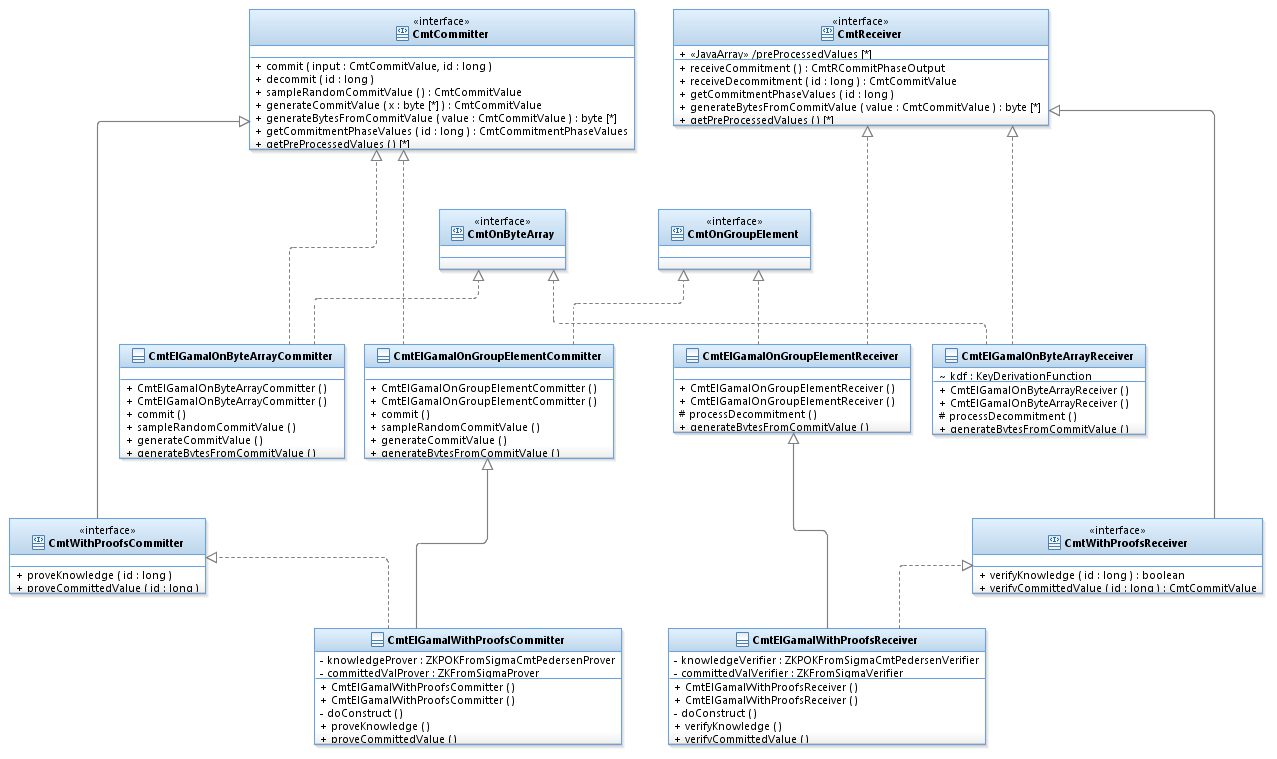 «interface»
CmtCommitter
+ commit ( input : CmtCommitValue, id : long )
+ decommit ( id : long )
+ sampleRandomCommitValue ( ) : CmtCommitValue
+ generateCommitValue ( x : byte [*] ) : CmtCommitValue
+ generateBytesFromCommitValue ( value : CmtCommitValue ) : byte [*]
+ getCommitmentPhaseValues ( id : long ) : CmtCommitmentPhaseValues
+ getPreProcessedValues ( ) [*]
«interface»
CmtReceiver
+ «JavaArray» /preProcessedValues [*]
+ receiveCommitment ( ) : CmtRCommitPhaseOutput
+ receiveDecommitment ( id : long ) : CmtCommitValue
+ getCommitmentPhaseValues ( id : long )
+ generateBytesFromCommitValue ( value : CmtCommitValue ) : byte [*]
+ getPreProcessedValues ( ) [*]
«interface»
CmtOnByteArray
«interface»
CmtOnGroupElement
CmtElGamalOnByteArrayCommitter
+ CmtElGamalOnByteArrayCommitter ( )
+ CmtElGamalOnByteArrayCommitter ( )
+ commit ( )
+ sampleRandomCommitValue ( )
+ generateCommitValue ( )
+ generateBytesFromCommitValue ( )
CmtElGamalOnGroupElementCommitter
+ CmtElGamalOnGroupElementCommitter ( )
+ CmtElGamalOnGroupElementCommitter ( )
+ commit ( )
+ sampleRandomCommitValue ( )
+ generateCommitValue ( )
+ generateBytesFromCommitValue ( )
CmtElGamalOnGroupElementReceiver
+ CmtElGamalOnGroupElementReceiver ( )
+ CmtElGamalOnGroupElementReceiver ( )
# processDecommitment ( )
+ generateBytesFromCommitValue ( )
CmtElGamalOnByteArrayReceiver
~ kdf : KeyDerivationFunction
+ CmtElGamalOnByteArrayReceiver ( )
+ CmtElGamalOnByteArrayReceiver ( )
# processDecommitment ( )
+ generateBytesFromCommitValue ( )
«interface»
CmtWithProofsCommitter
+ proveKnowledge ( id : long )
+ proveCommittedValue ( id : long )
«interface»
CmtWithProofsReceiver
+ verifyKnowledge ( id : long ) : boolean
+ verifyCommittedValue ( id : long ) : CmtCommitValue
CmtElGamalWithProofsCommitter
- knowledgeProver : ZKPOKFromSigmaCmtPedersenProver
- committedValProver : ZKFromSigmaProver
+ CmtElGamalWithProofsCommitter ( )
+ CmtElGamalWithProofsCommitter ( )
- doConstruct ( )
+ proveKnowledge ( )
+ proveCommittedValue ( )
CmtElGamalWithProofsReceiver
- knowledgeVerifier : ZKPOKFromSigmaCmtPedersenVerifier
- committedValVerifier : ZKFromSigmaVerifier
+ CmtElGamalWithProofsReceiver ( )
+ CmtElGamalWithProofsReceiver ( )
- doConstruct ( )
+ verifyKnowledge ( )
+ verifyCommittedValue ( )